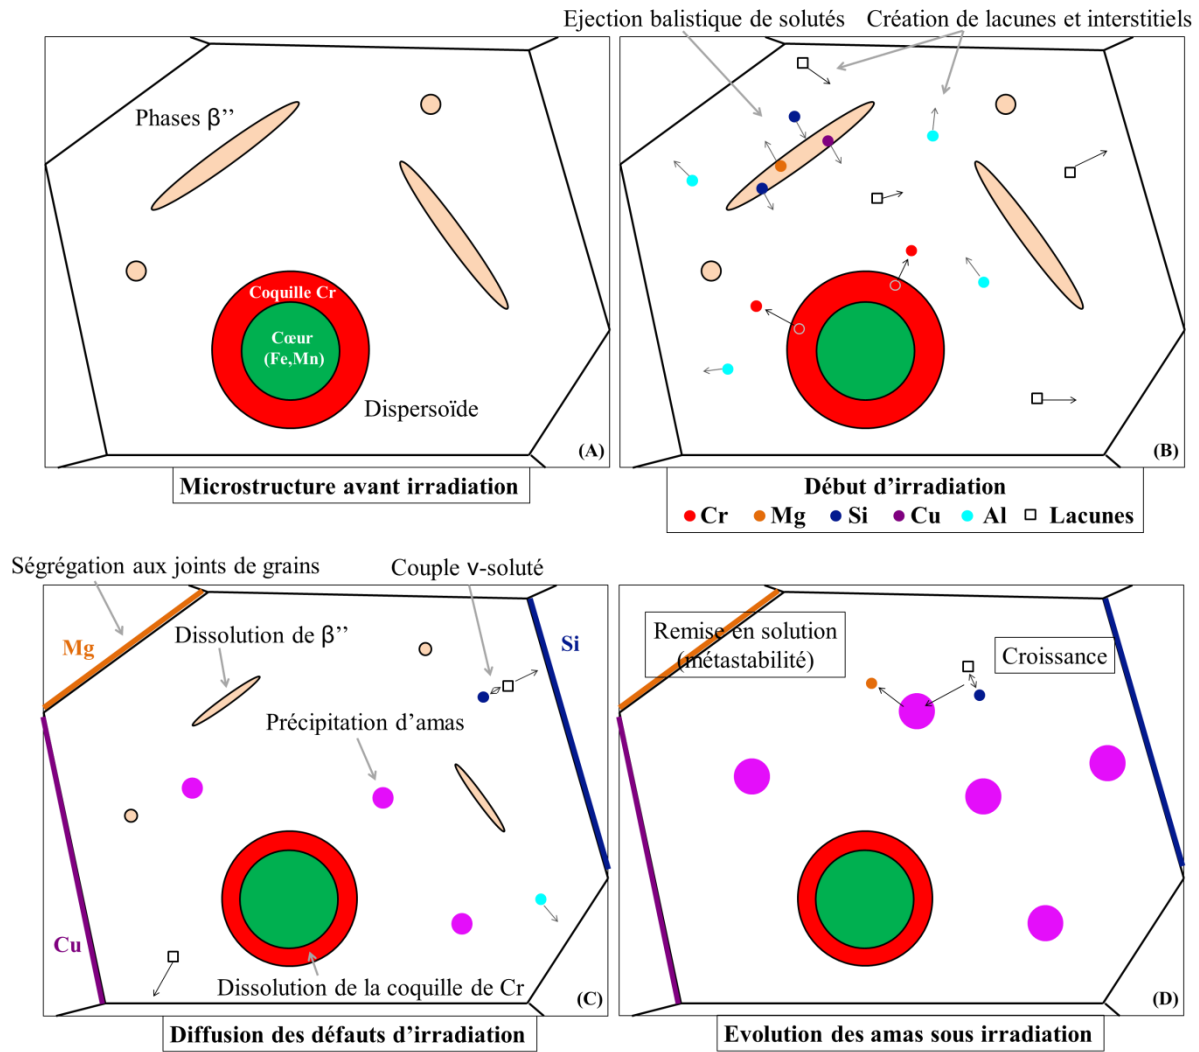 Ejection balistique de solutés
Création de lacunes et interstitiels
Phases β’’
Coquille Cr
Cœur
(Fe,Mn)
Dispersoïde
(A)
(B)
Microstructure avant irradiation
Début d’irradiation
Cr
Mg
Si
Cu
Al
Lacunes
Ségrégation aux joints de grains
Couple v-soluté
Mg
Dissolution de β’’
Si
Précipitation d’amas
Cu
Dissolution de la coquille de Cr
(C)
Remise en solution
(métastabilité)
Croissance
(D)
Diffusion des défauts d’irradiation
Evolution des amas sous irradiation